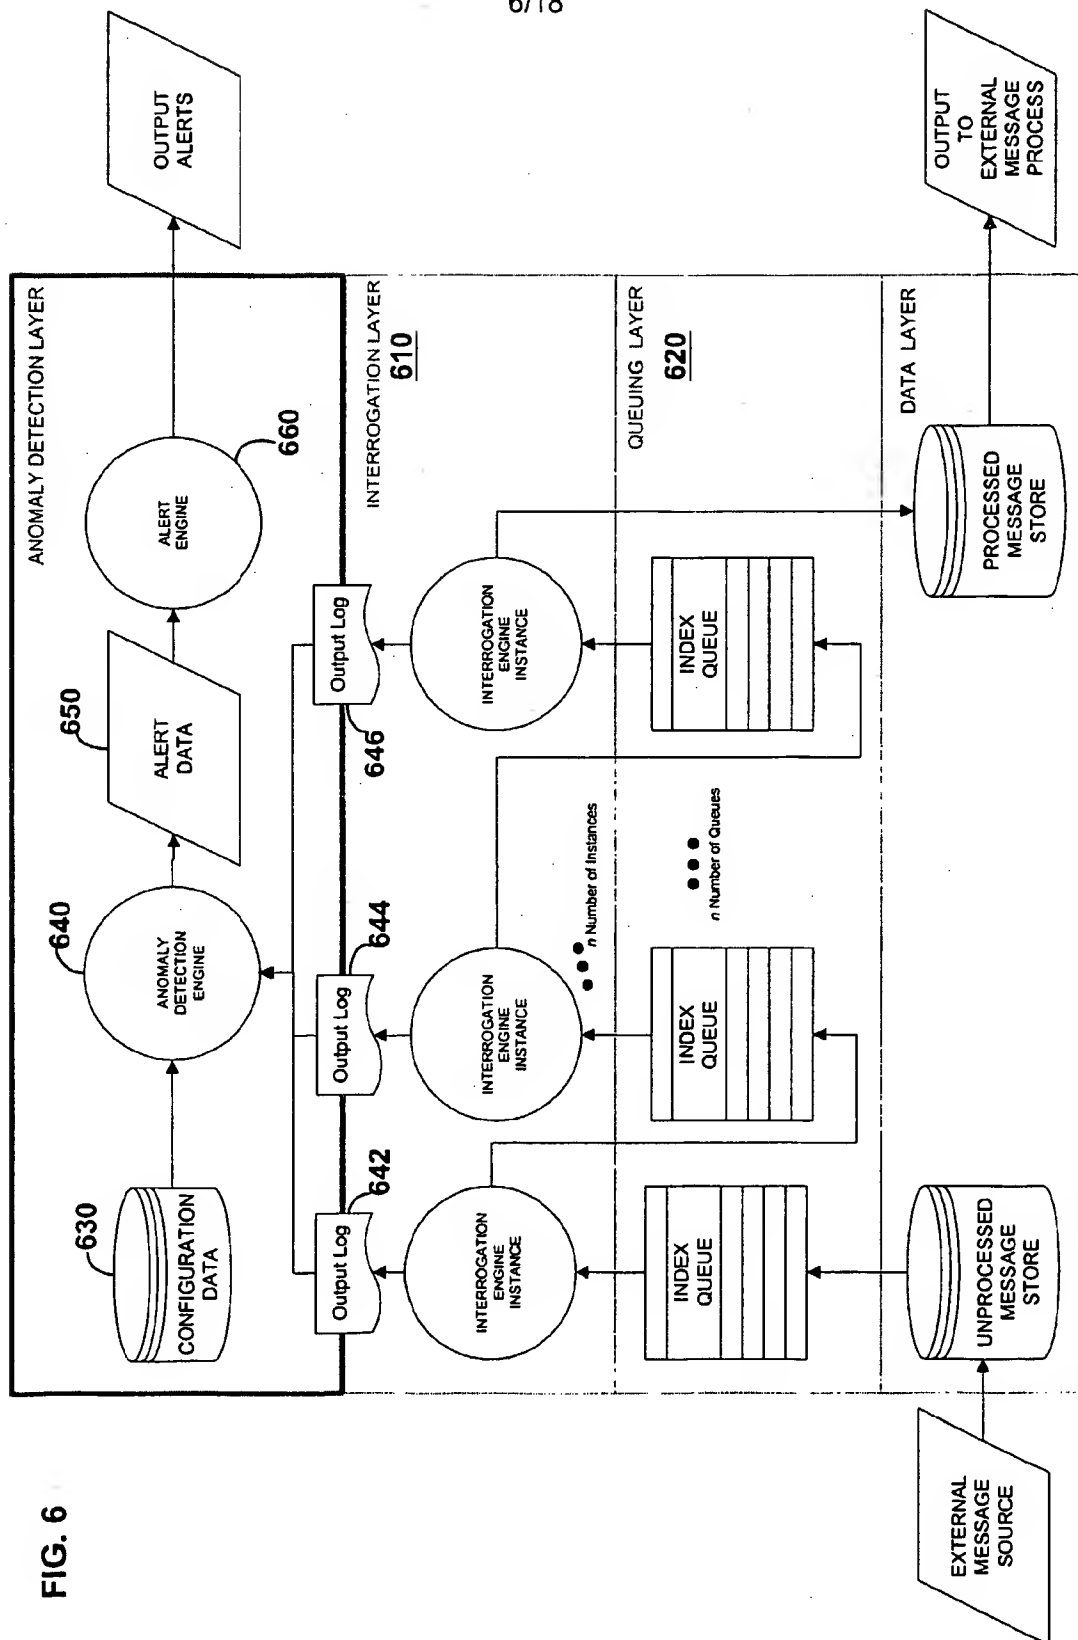 6/18
FIG. 6
ANOMALY DETECTION LAYER
630
CONFIGURATION
DATA
640
ANOMALY
DETECTION
ENGINE
650
ALERT
DATA
ALERT
ENGINE
660
OUTPUT
ALERTS
INTERROGATION LAYER
610
Output Log
642
Output Log
644
Output Log
646
INTERROGATION
ENGINE
INSTANCE
INTERROGATION
ENGINE
INSTANCE
INTERROGATION
ENGINE
INSTANCE
n Number of Instances
QUEUING LAYER
620
INDEX
QUEUE
INDEX
QUEUE
INDEX
QUEUE
n Number of Queues
DATA LAYER
EXTERNAL
MESSAGE
SOURCE
UNPROCESSED
MESSAGE
STORE
PROCESSED
MESSAGE
STORE
OUTPUT
TO
EXTERNAL
MESSAGE
PROCESS